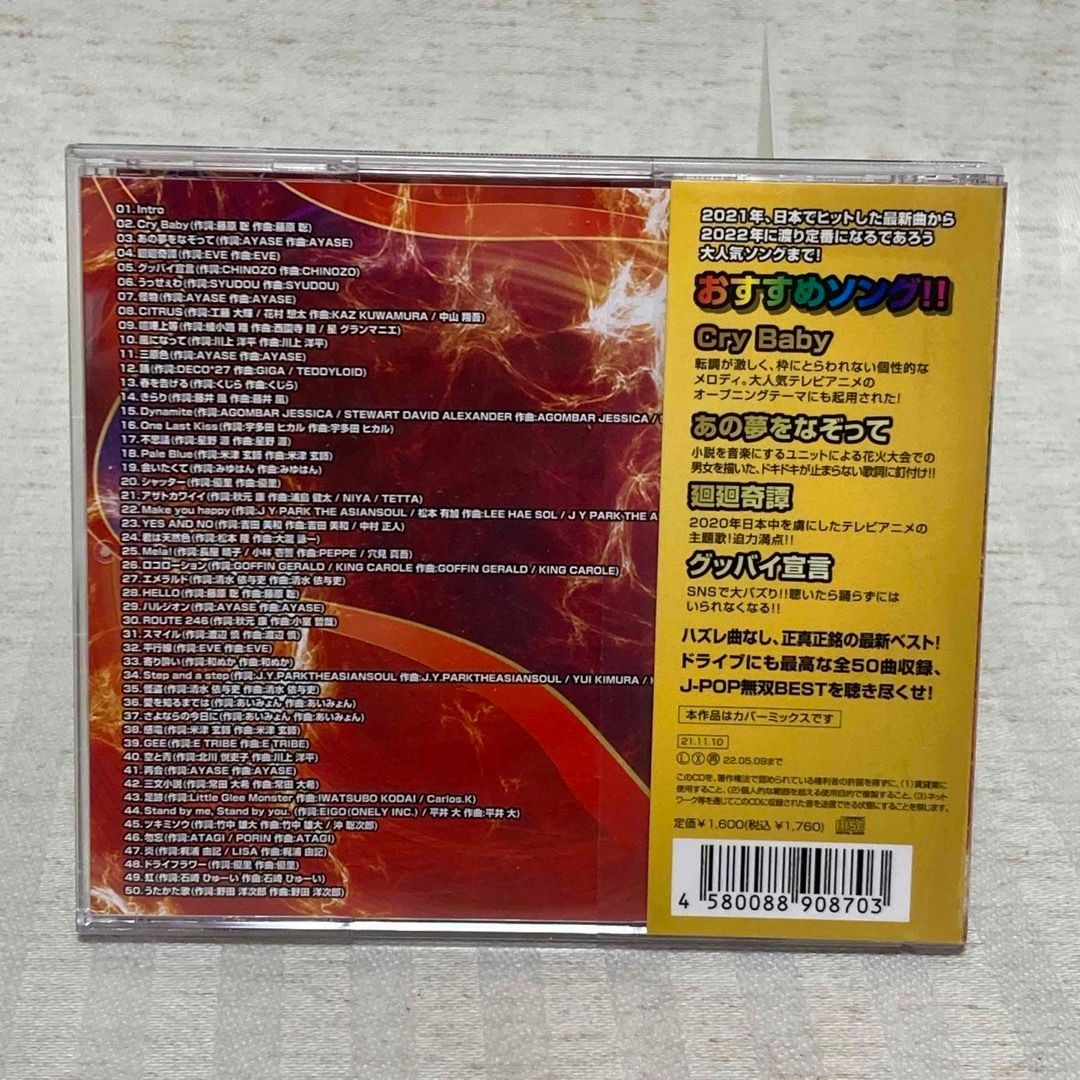 01. Intro
02. Cry Baby(作詞:藤原 聡 作曲:藤原 聡)
03. あの夢をなぞって(作詞:AYASE 作曲:AYASE)
04. 廻廻奇譚(作詞:EVE 作曲:EVE)
05. グッバイ宣言(作詞:CHINOZO 作曲:CHINOZO)
06. うっせぇわ(作詞:SYUDOU 作曲:SYUDOU)
07. 怪物(作詞:AYASE 作曲:AYASE)
08. CITRUS(作詞:工藤 大輝 / 花村 想太 作曲:KAZ KUWAMURA / 中山 翔吾)
09. 喧嘩上等(作詞:綾小路 翔 作曲:西園寺 瞳 / 星 グランマニエ)
10. 風になって(作詞:川上 洋平 作曲:川上 洋平)
11. 三原色(作詞:AYASE 作曲:AYASE)
12. 踊(作詞:DECO*27 作曲:GIGA / TEDDYLOID)
13. 春を告げる(作詞:くじら 作曲:くじら)
14. きらり(作詞:藤井 風 作曲:藤井 風)
15. Dynamite(作詞:AGOMBAR JESSICA / STEWART DAVID ALEXANDER 作曲:AGOMBAR JESSICA /
16. One Last Kiss(作詞:宇多田 ヒカル 作曲:宇多田 ヒカル)
17. 不思議(作詞:星野 源 作曲:星野 源)
18. Pale Blue(作詞:米津 玄師 作曲:米津 玄師)
19. 会いたくて(作詞:みゆはん 作曲:みゆはん)
20. シャッター(作詞:優里 作曲:優里)
21. アザトカワイイ(作詞:秋元 康 作曲:浦島 健太 / NIYA / TETTA)
22. Make you happy(作詞:J Y PARK THE ASIANSOUL / 松本 有加 作曲:LEE HAE SOL / J Y PARK THE
23. YES AND NO(作詞:吉田 美和 作曲:吉田 美和 / 中村 正人)
24. 君は天然色(作詞:松本 隆 作曲:大瀧 詠一)
25. Mela!(作詞:長屋 晴子 / 小林 壱誓 作曲:PEPPE / 穴見 真吾)
26. ロコローション(作詞:GOFFIN GERALD / KING CAROLE 作曲:GOFFIN GERALD / KING CAROLE)
27. エメラルド(作詞:清水 依与吏 作曲:清水 依与吏)
28. HELLO(作詞:藤原 聡 作曲:藤原 聡)
29. ハルジオン(作詞:AYASE 作曲:AYASE)
30. ROUTE 246(作詞:秋元 康 作曲:小室 哲哉)
31. スマイル(作詞:渡辺 慎 作曲:渡辺 慎)
32. 平行線(作詞:EVE 作曲:EVE)
33. 寄り酔い(作詞:和ぬか 作曲:和ぬか)
34. Step and a step(作詞:J.Y.PARKTHEASIANSOUL 作曲:J.Y.PARKTHEASIANSOUL / YUI KIMURA /
35. 怪盗(作詞:清水 依与吏 作曲:清水 依与吏)
36. 愛を知るまでは(作詞:あいみょん 作曲:あいみょん)
37. さよならの今日に(作詞:あいみょん 作曲:あいみょん)
38. 感電(作詞:米津 玄師 作曲:米津 玄師)
39. GEE(作詞:E TRIBE 作曲:E TRIBE)
40. 空と青(作詞:北川 悦吏子 作曲:川上 洋平)
41. 再会(作詞:AYASE 作曲:AYASE)
42. 三文小説(作詞:常田 大希 作曲:常田 大希)
43. 足跡(作詞:Little Glee Monster 作曲:IWATSUBO KODAI / Carlos.K)
44. Stand by me, Stand by you.(作詞:EIGO(ONELY INC.) / 平井 大 作曲:平井 大)
45. ツキミソウ(作詞:竹中 雄大 作曲:竹中 雄大 / 沖 聡次郎)
46. 勿忘(作詞:ATAGI / PORIN 作曲:ATAGI)
47. 炎(作詞:梶浦 由記 / LISA 作曲:梶浦 由記)
48. ドライフラワー(作詞:優里 作曲:優里)
49. 虹(作詞:石崎 ひゅーい 作曲:石崎 ひゅーい)
50. うたかた歌(作詞:野田 洋次郎 作曲:野田 洋次郎)
2021年、日本でヒットした最新曲から
2022年に渡り定番になるであろう
大人気ソングまで!
おすすめソング!!
Cry Baby
転調が激しく、枠にとらわれない個性的な
メロディ。大人気テレビアニメの
オープニングテーマにも起用された!
あの夢をなぞって
小説を音楽にするユニットによる花火大会での
男女を描いた、ドキドキが止まらない歌詞に釘付け!!
廻廻奇譚
2020年日本中を虜にしたテレビアニメの
主題歌!迫力満点!!
グッバイ宣言
SNSで大バズり!!聴いたら踊らずには
いられなくなる!!
ハズレ曲なし、正真正銘の最新ベスト!
ドライブにも最高な全50曲収録、
J-POP無双BESTを聴き尽くせ!
本作品はカバーミックスです
21.11.10
Ⓛ Ⓧ 再 22.05.09まで
このCDを、著作権法で認められている権利者の許諾を得ずに、(1)賃貸業に
使用すること、(2)個人的な範囲を超える使用目的で複製すること、(3)ネット
ワーク等を通じてこのCDに収録された音を送信できる状態にすることを禁じます。
定価¥1,600(税込 ¥1,760)
4 580088 908703